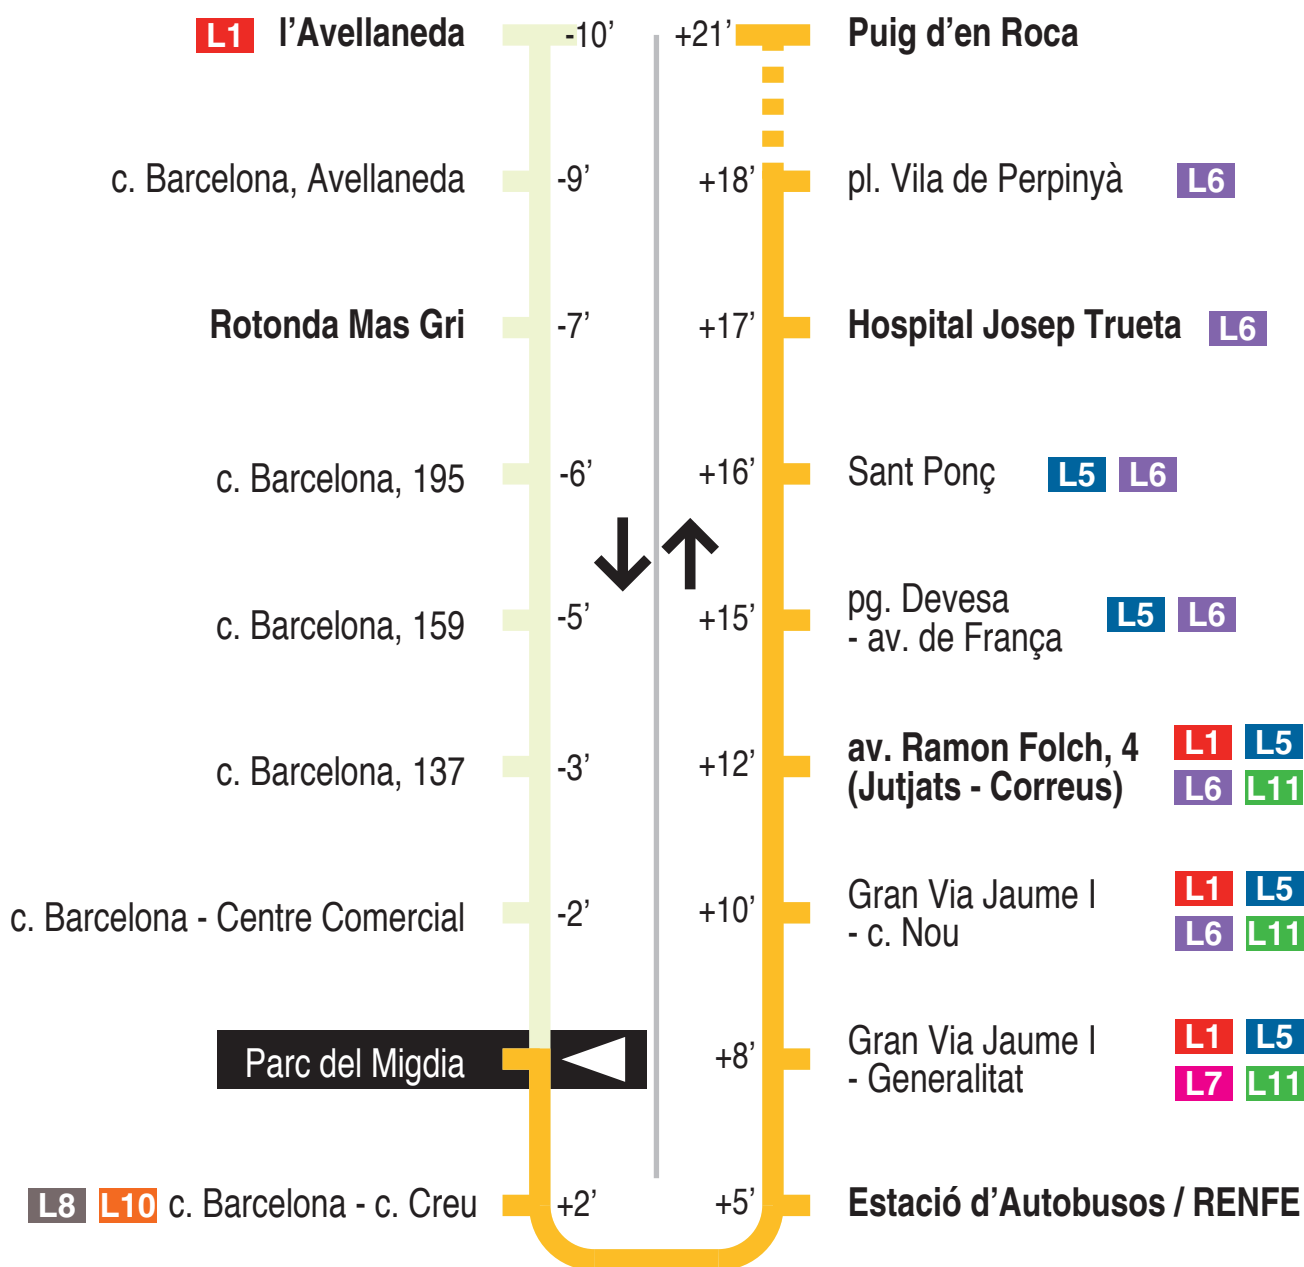 L1 l’Avellaneda -10’
c. Barcelona, Avellaneda -9’
Rotonda Mas Gri -7’
c. Barcelona, 195 -6’
c. Barcelona, 159 -5’
c. Barcelona, 137 -3’
c. Barcelona - Centre Comercial -2’
Parc del Migdia
L8 L10 c. Barcelona - c. Creu +2’
+21’ Puig d’en Roca
+18’ pl. Vila de Perpinyà L6
+17’ Hospital Josep Trueta L6
+16’ Sant Ponç L5 L6
+15’ pg. Devesa L5 L6
- av. de França
+12’ av. Ramon Folch, 4 L1 L5
(Jutjats - Correus) L6 L11
+10’ Gran Via Jaume I L1 L5
- c. Nou L6 L11
+8’ Gran Via Jaume I L1 L5
- Generalitat L7 L11
+5’ Estació d’Autobusos / RENFE